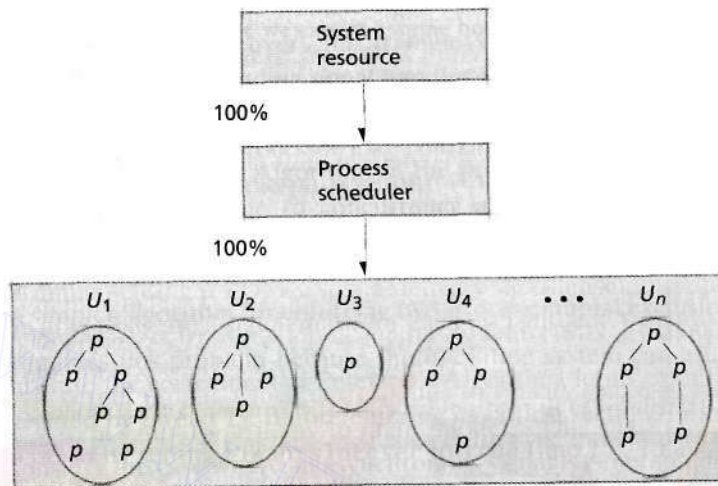 System
resource
100%
Process
scheduler
100%
U₁ U₂ U₃ U₄ ••• Uₙ
p p p p
p p p p p p p p p
p p p
p p p p p